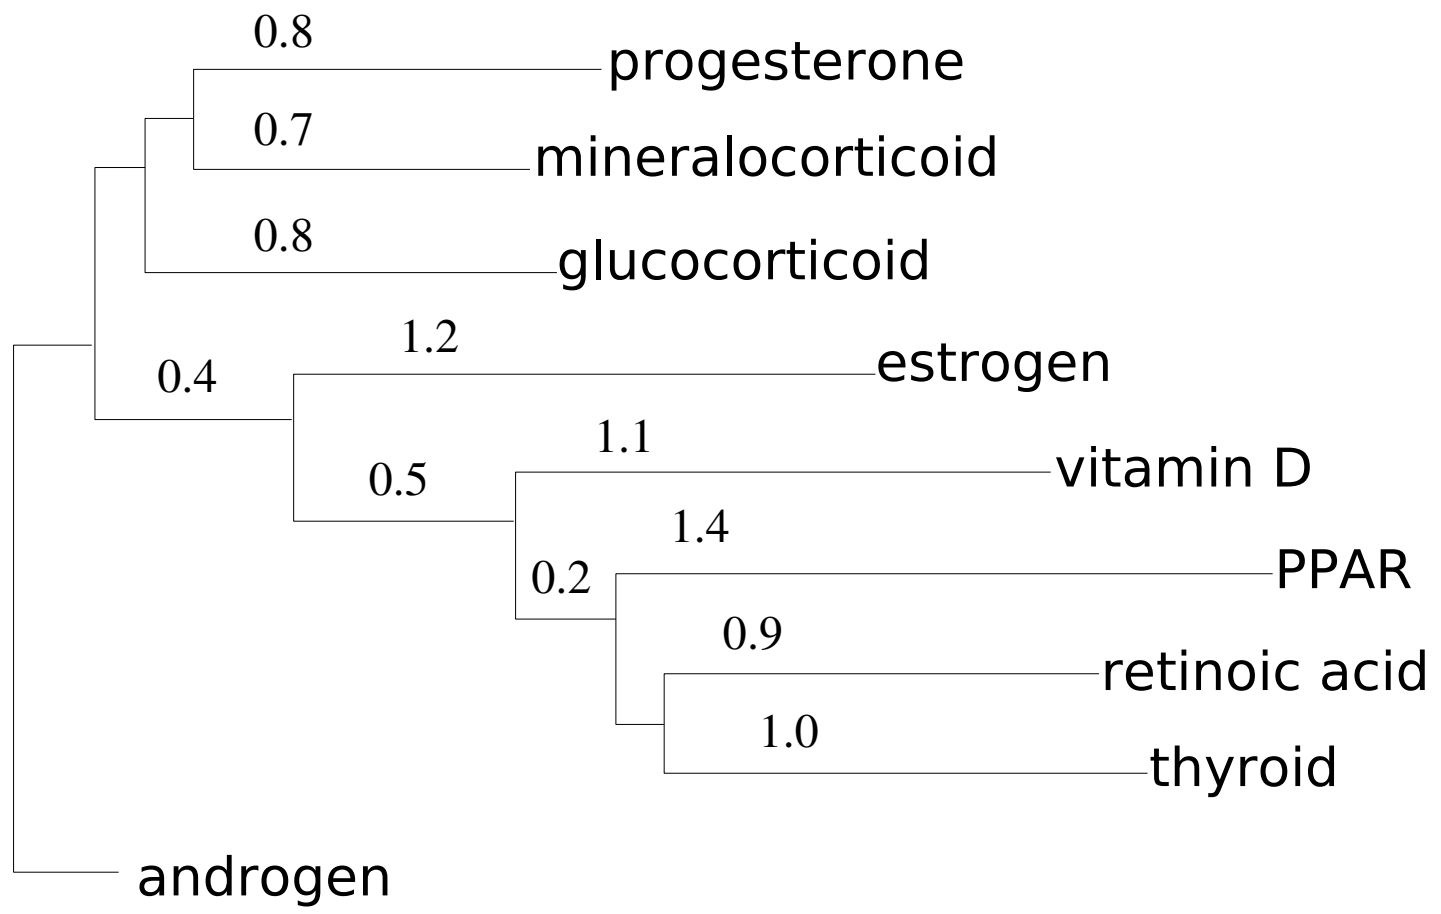 0.8
progesterone
0.7
mineralocorticoid
0.8
glucocorticoid
1.2
estrogen
0.4
1.1
vitamin D
0.5
1.4
PPAR
0.2
0.9
retinoic acid
1.0
thyroid
androgen